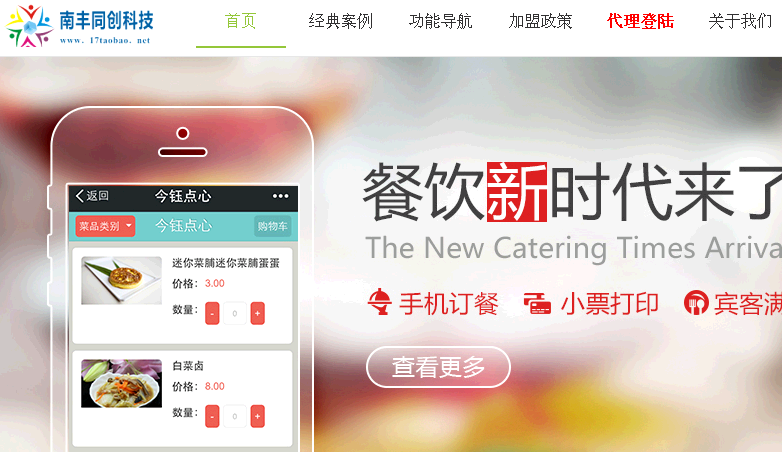 南丰同创科技
www.17taobao.net
首页 经典案例 功能导航 加盟政策 代理登陆 关于我们
返回 今钰点心
菜品类别 今钰点心 购物车
迷你菜脯迷你菜脯蛋蛋
价格: 3.00
数量: - 0 +
白菜卤
价格: 8.00
数量: - 0 +
餐饮新时代来了
The New Catering Times Arriva
手机订餐 小票打印 宾客满
查看更多